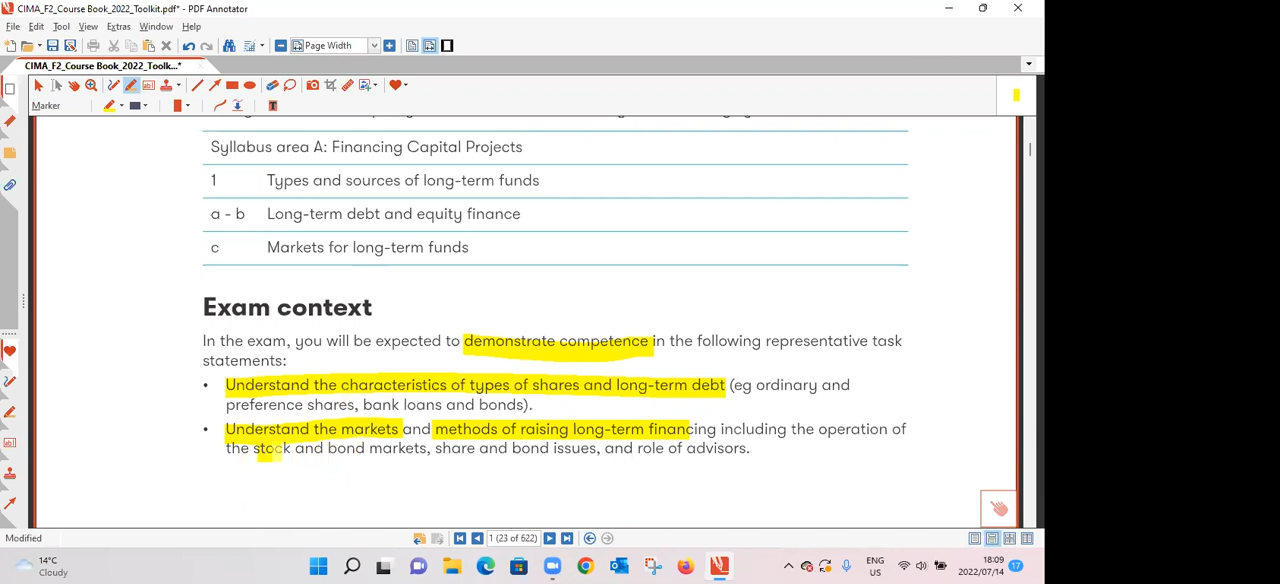 CIMA_F2_Course Book_2022_Toolkit.pdf* - PDF Annotator
File Edit Tool View Extras Window Help
Page Width
CIMA_F2_Course Book_2022_Toolk...*
Marker
Syllabus area A: Financing Capital Projects
1 Types and sources of long-term funds
a - b Long-term debt and equity finance
c Markets for long-term funds
Exam context
In the exam, you will be expected to demonstrate competence in the following representative task
statements:
• Understand the characteristics of types of shares and long-term debt (eg ordinary and
preference shares, bank loans and bonds).
• Understand the markets and methods of raising long-term financing including the operation of
the stock and bond markets, share and bond issues, and role of advisors.
Modified
1 (23 of 622)
14°C
Cloudy
ENG
US
18:09
2022/07/14
17